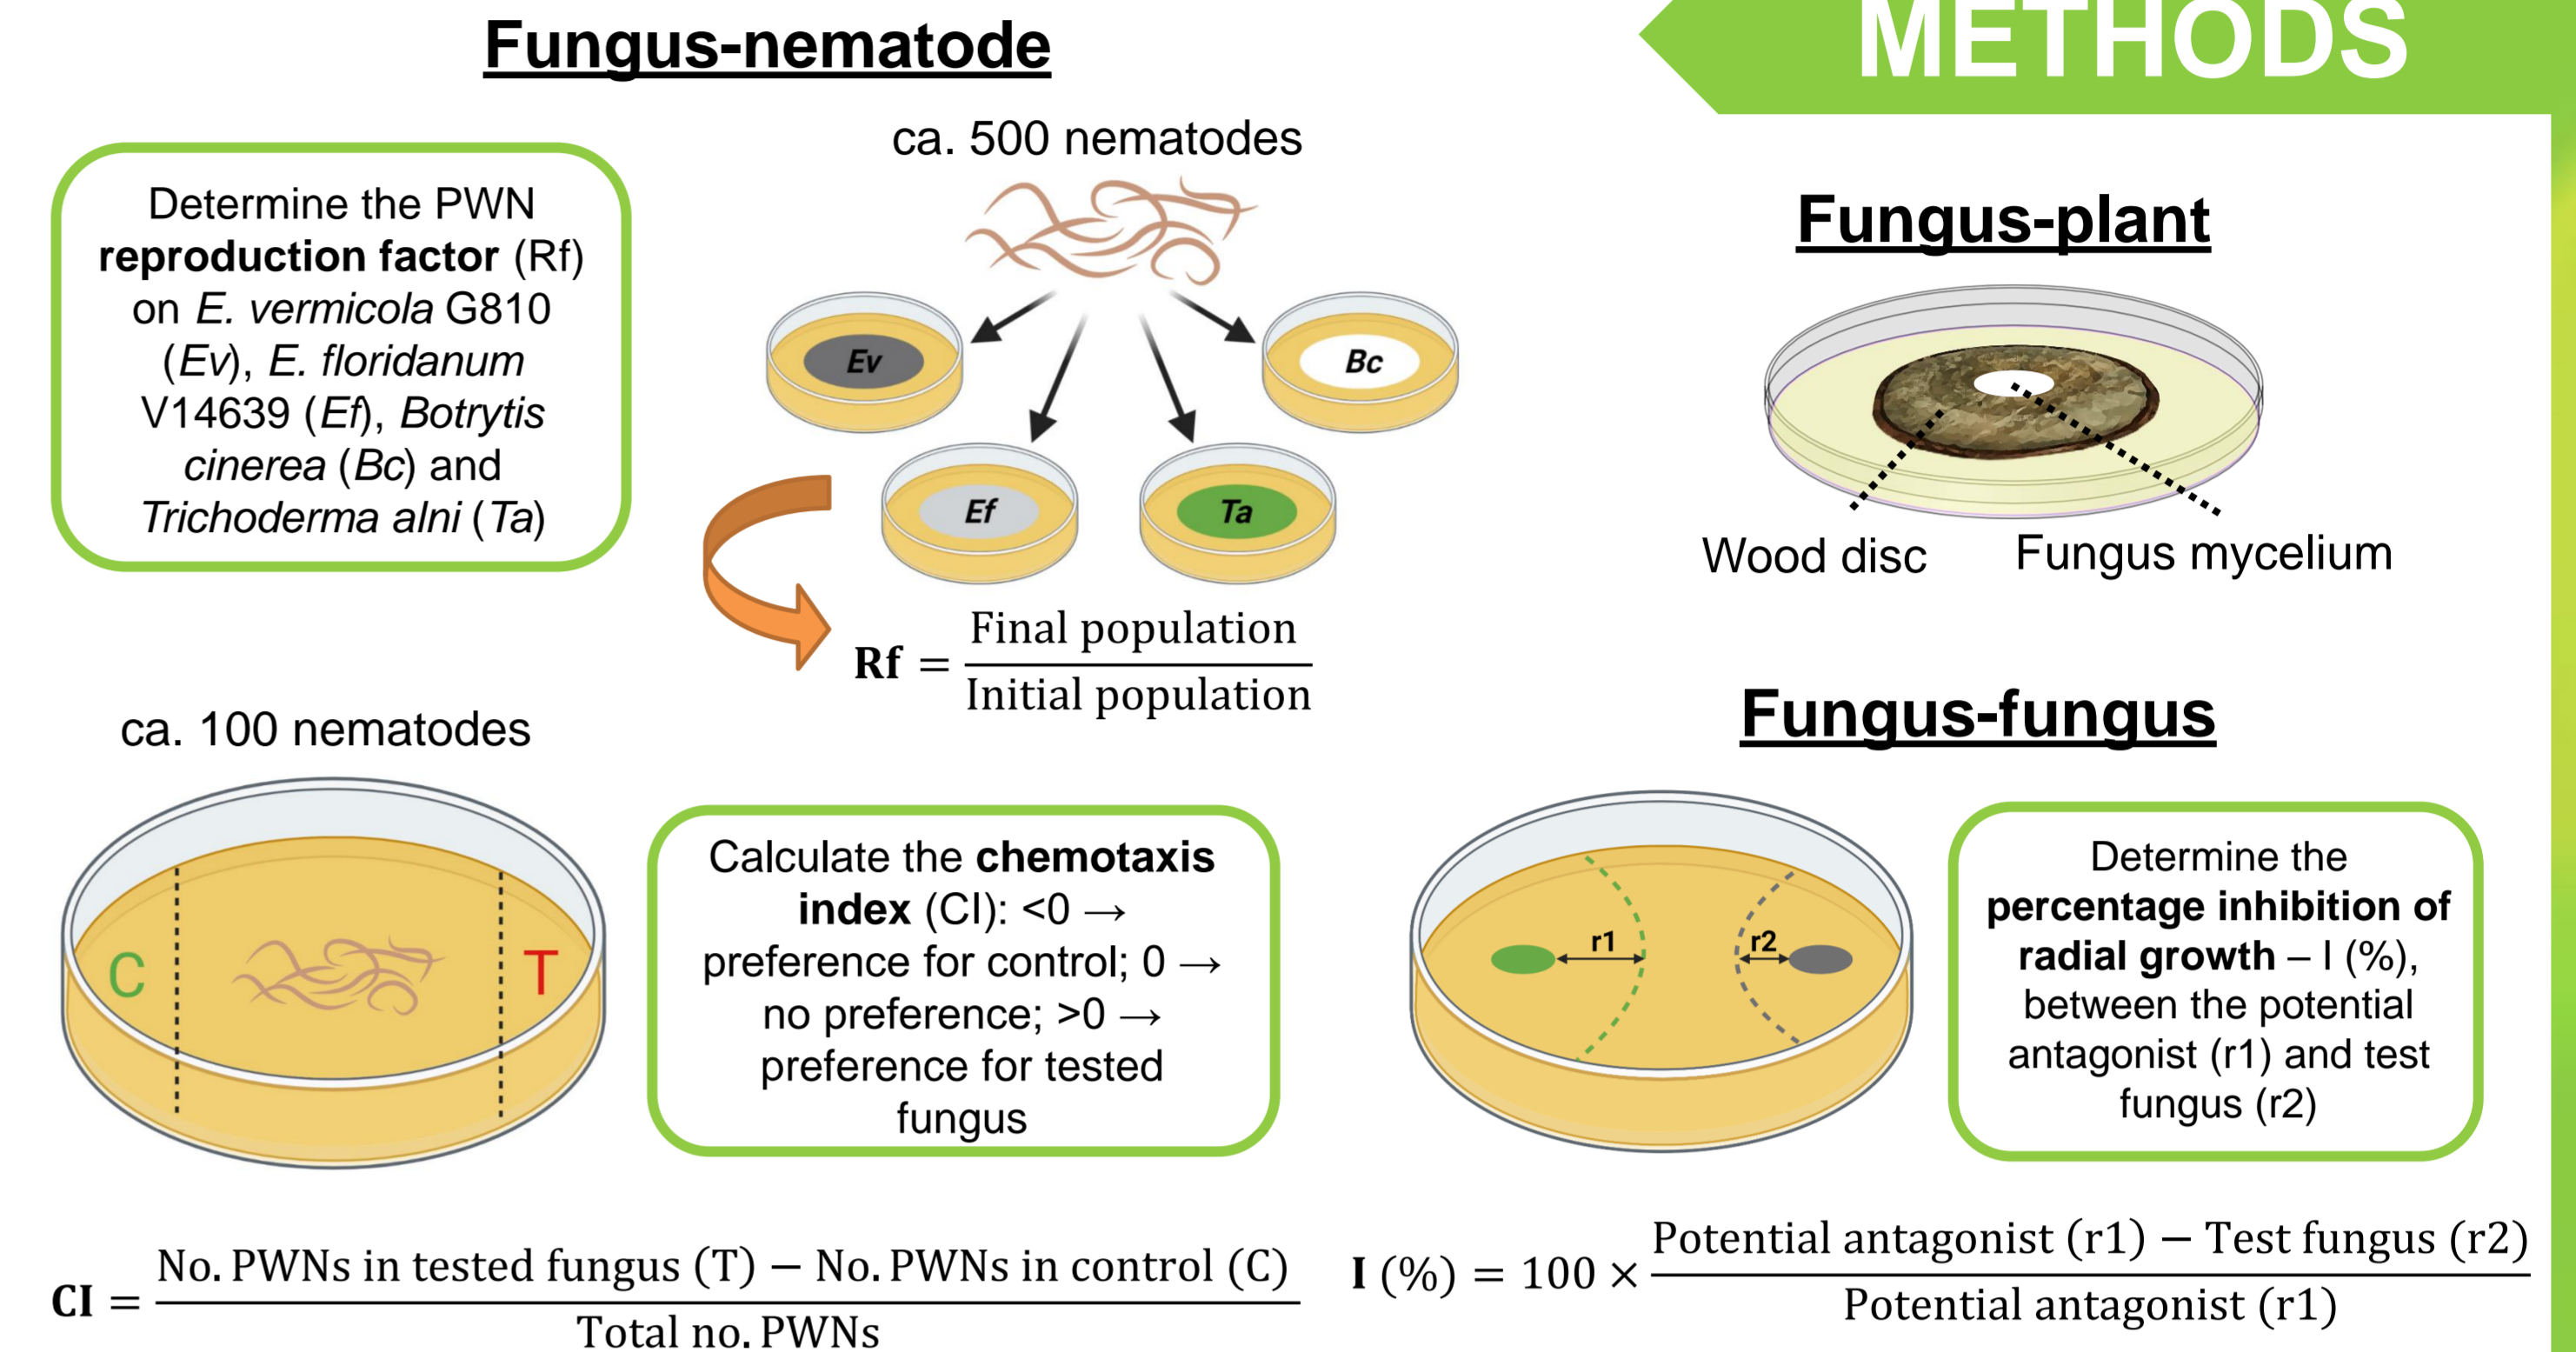 METHODS
Fungus-nematode
ca. 500 nematodes
Determine the PWN
reproduction factor (Rf)
on E. vermicola G810
(Ev), E. floridanum
V14639 (Ef), Botrytis
cinerea (Bc) and
Trichoderma alni (Ta)
Ev
Bc
Ef
Ta
Rf = Final population / Initial population
ca. 100 nematodes
C
T
Calculate the chemotaxis
index (CI): <0 →
preference for control; 0 →
no preference; >0 →
preference for tested
fungus
CI = No. PWNs in tested fungus (T) − No. PWNs in control (C) / Total no. PWNs
Fungus-plant
Wood disc
Fungus mycelium
Fungus-fungus
r1
r2
Determine the
percentage inhibition of
radial growth – I (%),
between the potential
antagonist (r1) and test
fungus (r2)
I (%) = 100 × Potential antagonist (r1) − Test fungus (r2) / Potential antagonist (r1)